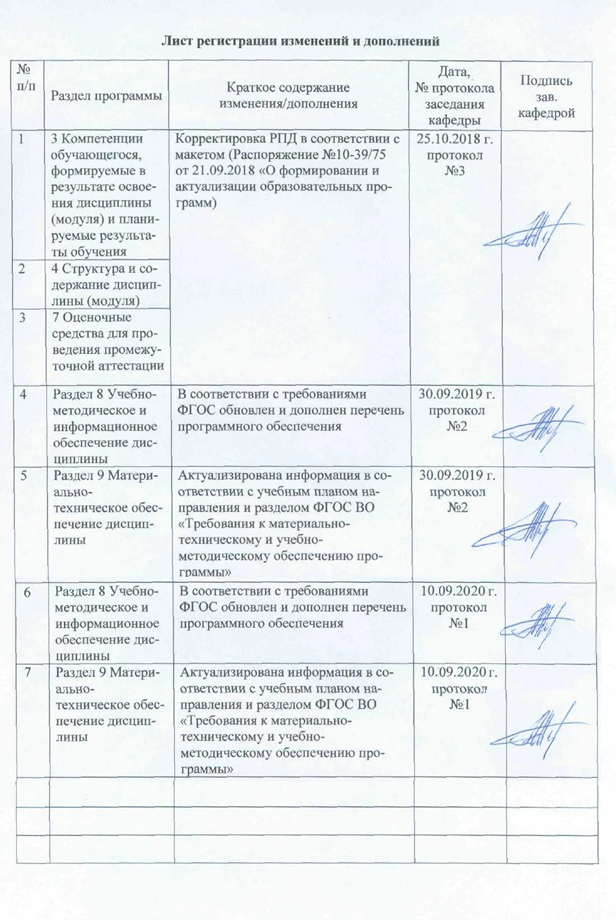 Лист регистрации изменений и дополнений
№
п/п
Раздел программы
Краткое содержание
изменения/дополнения
Дата,
№ протокола
заседания
кафедры
Подпись
зав.
кафедрой
1
3 Компетенции
обучающегося,
формируемые в
результате освое-
ния дисциплины
(модуля) и плани-
руемые результа-
ты обучения
Корректировка РПД в соответствии с
макетом (Распоряжение №10-39/75
от 21.09.2018 «О формировании и
актуализации образовательных про-
грамм)
25.10.2018 г.
протокол
№3
2
4 Структура и со-
держание дисцип-
лины (модуля)
3
7 Оценочные
средства для про-
ведения промежу-
точной аттестации
4
Раздел 8 Учебно-
методическое и
информационное
обеспечение дис-
циплины
В соответствии с требованиями
ФГОС обновлен и дополнен перечень
программного обеспечения
30.09.2019 г.
протокол
№2
5
Раздел 9 Матери-
ально-
техническое обес-
печение дисцип-
лины
Актуализирована информация в со-
ответствии с учебным планом на-
правления и разделом ФГОС ВО
«Требования к материально-
техническому и учебно-
методическому обеспечению про-
граммы»
30.09.2019 г.
протокол
№2
6
Раздел 8 Учебно-
методическое и
информационное
обеспечение дис-
циплины
В соответствии с требованиями
ФГОС обновлен и дополнен перечень
программного обеспечения
10.09.2020 г.
протокол
№1
7
Раздел 9 Матери-
ально-
техническое обес-
печение дисцип-
лины
Актуализирована информация в со-
ответствии с учебным планом на-
правления и разделом ФГОС ВО
«Требования к материально-
техническому и учебно-
методическому обеспечению про-
граммы»
10.09.2020 г.
протокол
№1